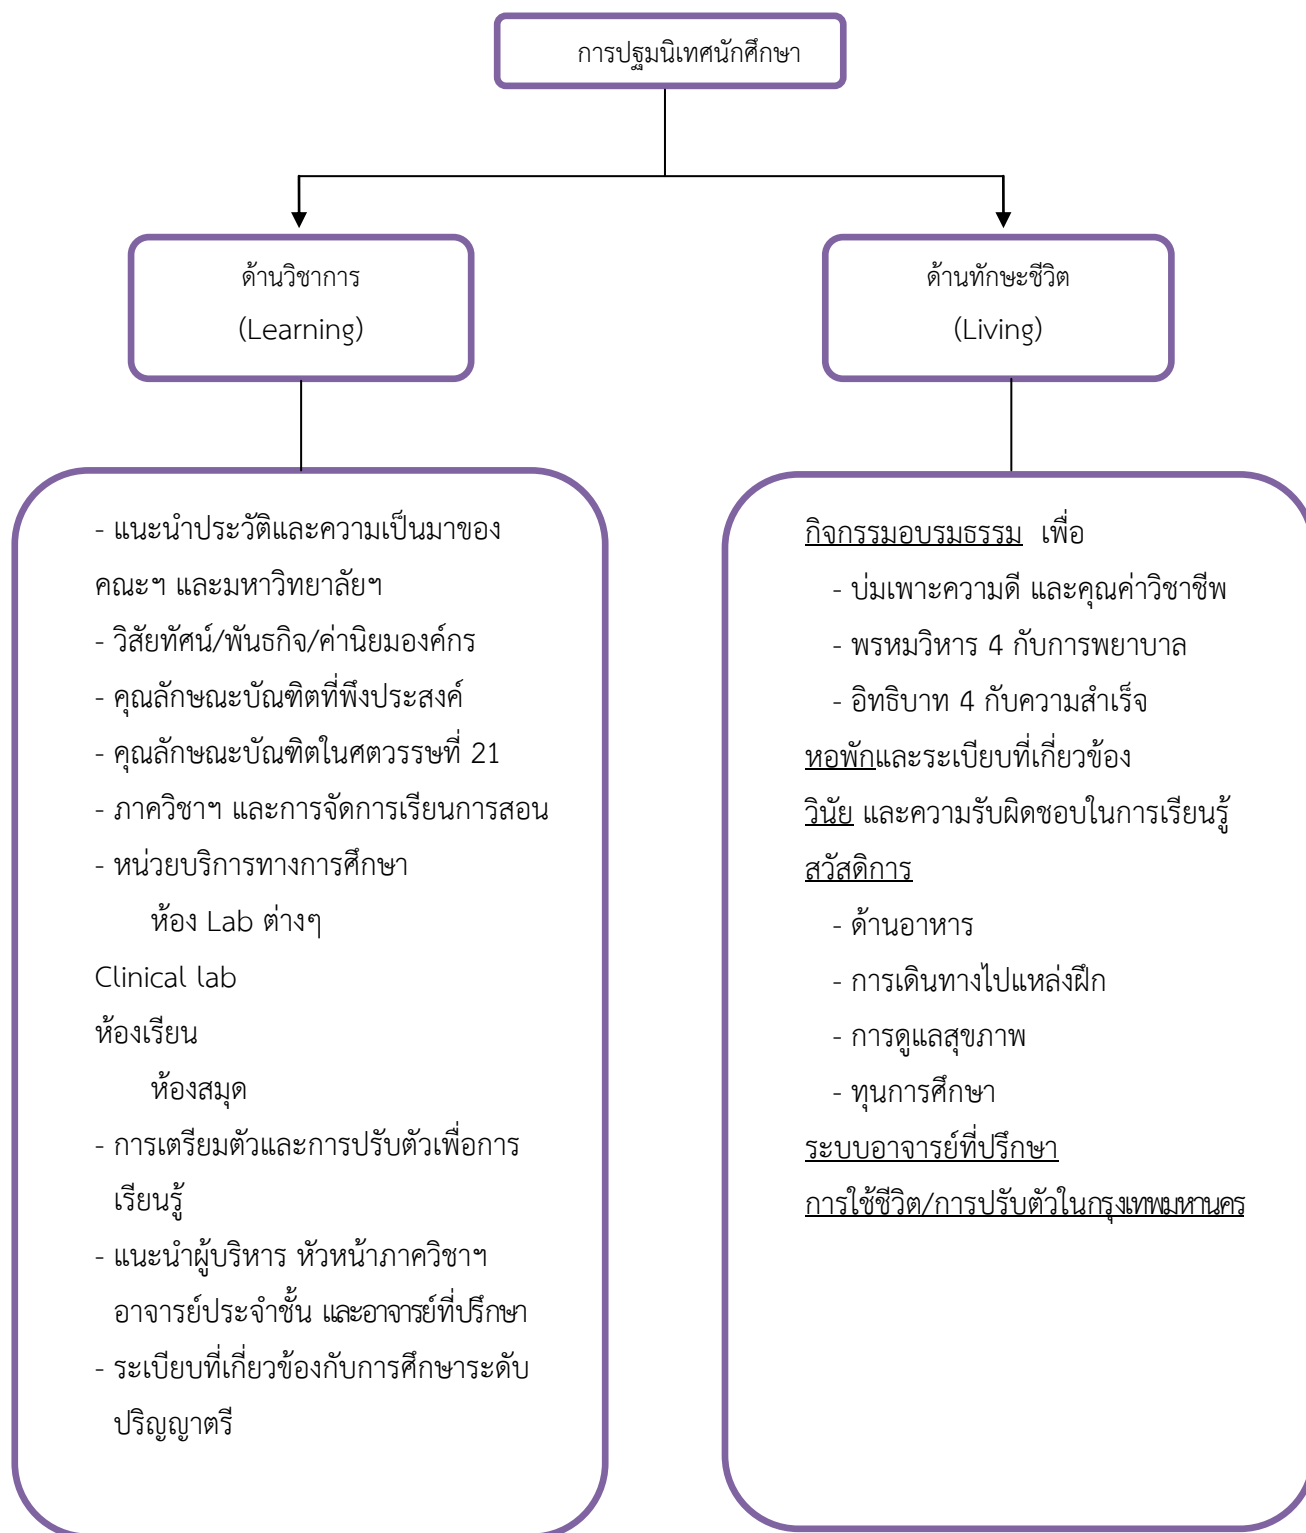 การปฐมนิเทศนักศึกษา
ด้านวิชาการ
(Learning)
ด้านทักษะชีวิต
(Living)
- แนะนำประวัติและความเป็นมาของ
คณะฯ และมหาวิทยาลัยฯ
- วิสัยทัศน์/พันธกิจ/ค่านิยมองค์กร
- คุณลักษณะบัณฑิตที่พึงประสงค์
- คุณลักษณะบัณฑิตในศตวรรษที่ 21
- ภาควิชาฯ และการจัดการเรียนการสอน
- หน่วยบริการทางการศึกษา
ห้อง Lab ต่างๆ
Clinical lab
ห้องเรียน
ห้องสมุด
- การเตรียมตัวและการปรับตัวเพื่อการ
เรียนรู้
- แนะนำผู้บริหาร หัวหน้าภาควิชาฯ
อาจารย์ประจำชั้น และอาจารย์ที่ปรึกษา
- ระเบียบที่เกี่ยวข้องกับการศึกษาระดับ
ปริญญาตรี
กิจกรรมอบรมธรรม เพื่อ
- บ่มเพาะความดี และคุณค่าวิชาชีพ
- พรหมวิหาร 4 กับการพยาบาล
- อิทธิบาท 4 กับความสำเร็จ
หอพักและระเบียบที่เกี่ยวข้อง
วินัย และความรับผิดชอบในการเรียนรู้
สวัสดิการ
- ด้านอาหาร
- การเดินทางไปแหล่งฝึก
- การดูแลสุขภาพ
- ทุนการศึกษา
ระบบอาจารย์ที่ปรึกษา
การใช้ชีวิต/การปรับตัวในกรุงเทพมหานคร